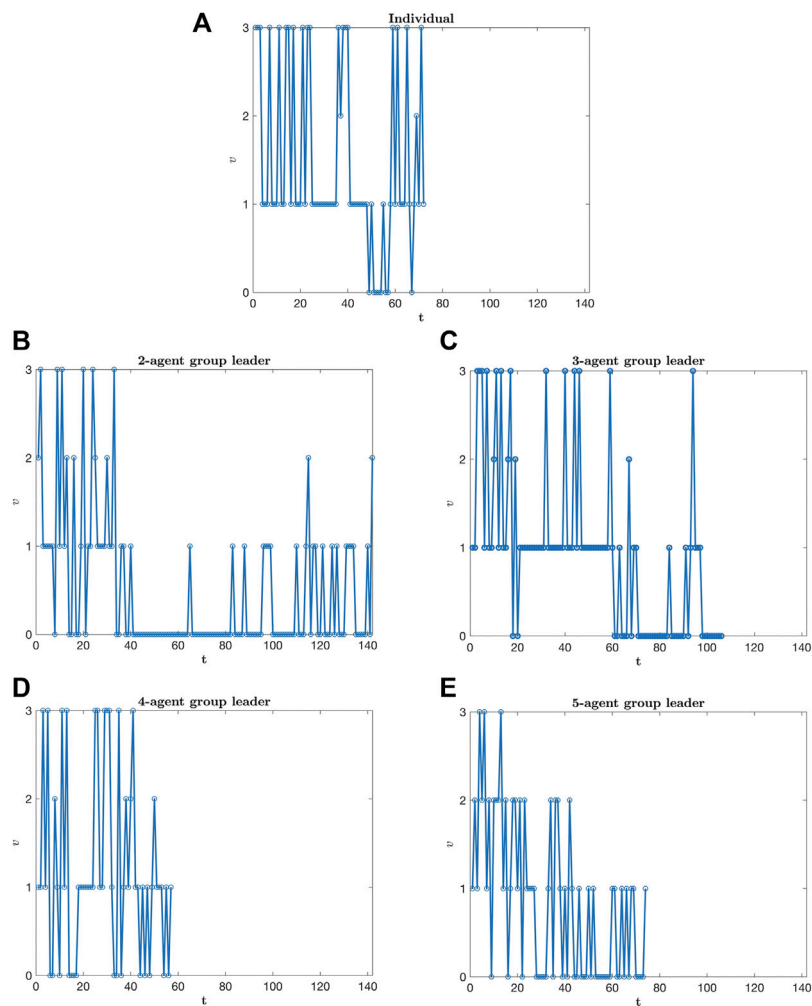 A
Individual
3
2
v
1
0
0 20 40 60 80 100 120 140
t
B
2-agent group leader
3
2
v
1
0
0 20 40 60 80 100 120 140
t
C
3-agent group leader
3
2
v
1
0
0 20 40 60 80 100 120 140
t
D
4-agent group leader
3
2
v
1
0
0 20 40 60 80 100 120 140
t
E
5-agent group leader
3
2
v
1
0
0 20 40 60 80 100 120 140
t